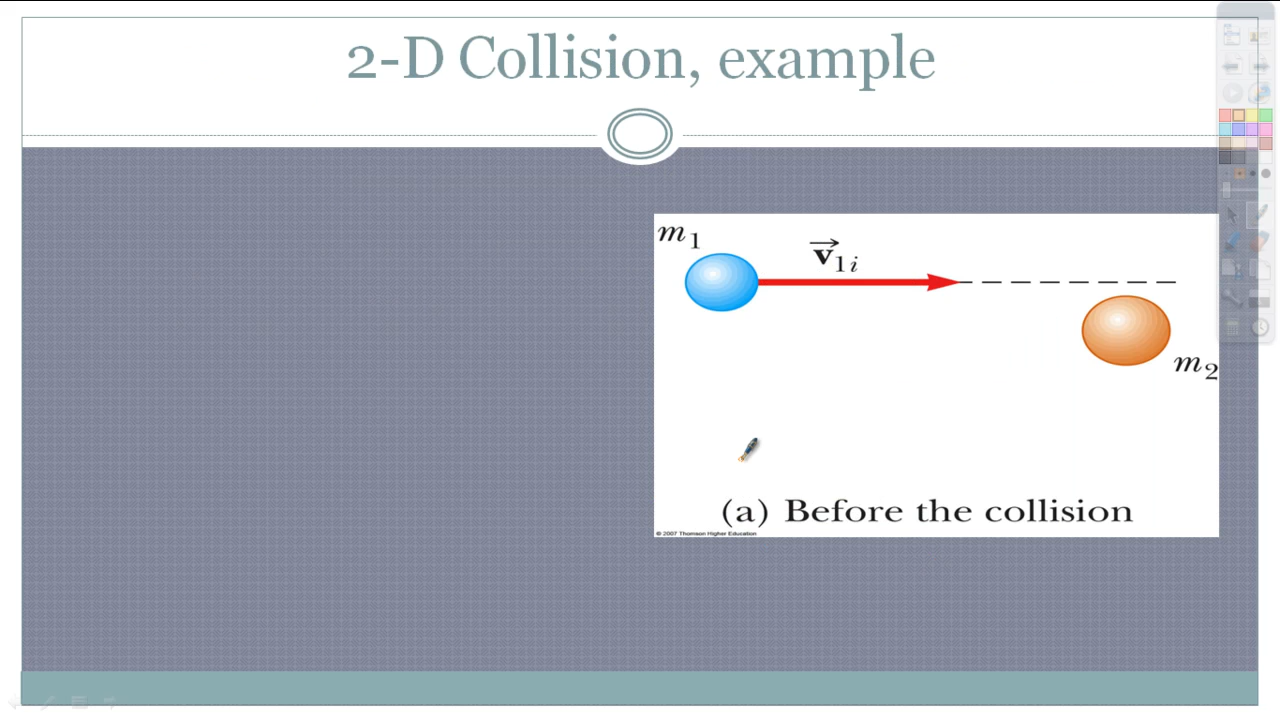 2-D Collision, example
m1
v1i
m2
(a) Before the collision
© 2007 Thomson Higher Education